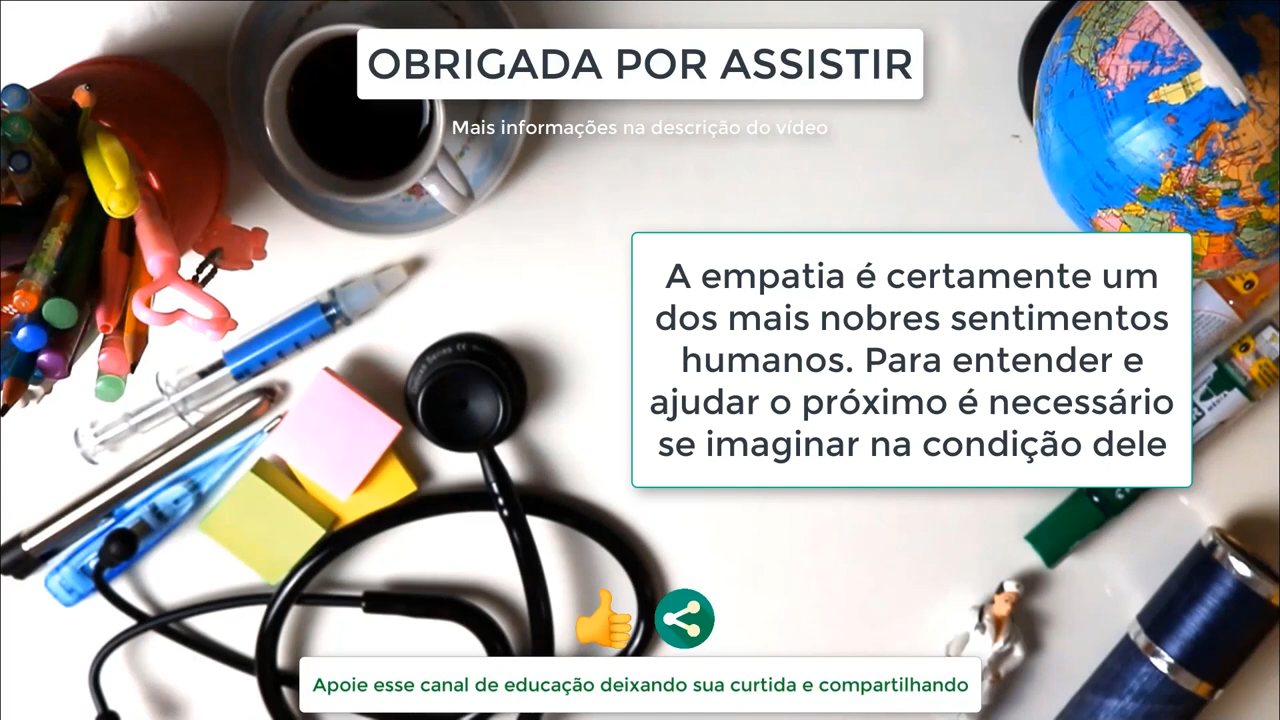 OBRIGADA POR ASSISTIR
Mais informações na descrição do vídeo
A empatia é certamente um
dos mais nobres sentimentos
humanos. Para entender e
ajudar o próximo é necessário
se imaginar na condição dele
Apoie esse canal de educação deixando sua curtida e compartilhando